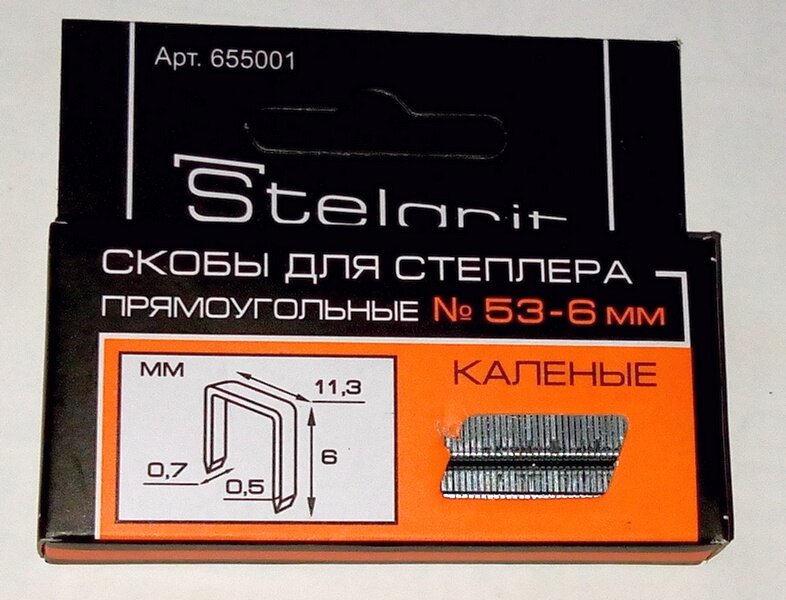 Арт. 655001
Stelgrit
СКОБЫ ДЛЯ СТЕПЛЕРА
ПРЯМОУГОЛЬНЫЕ № 53-6 мм
мм
11,3
КАЛЕНЫЕ
6
0,7
0,5